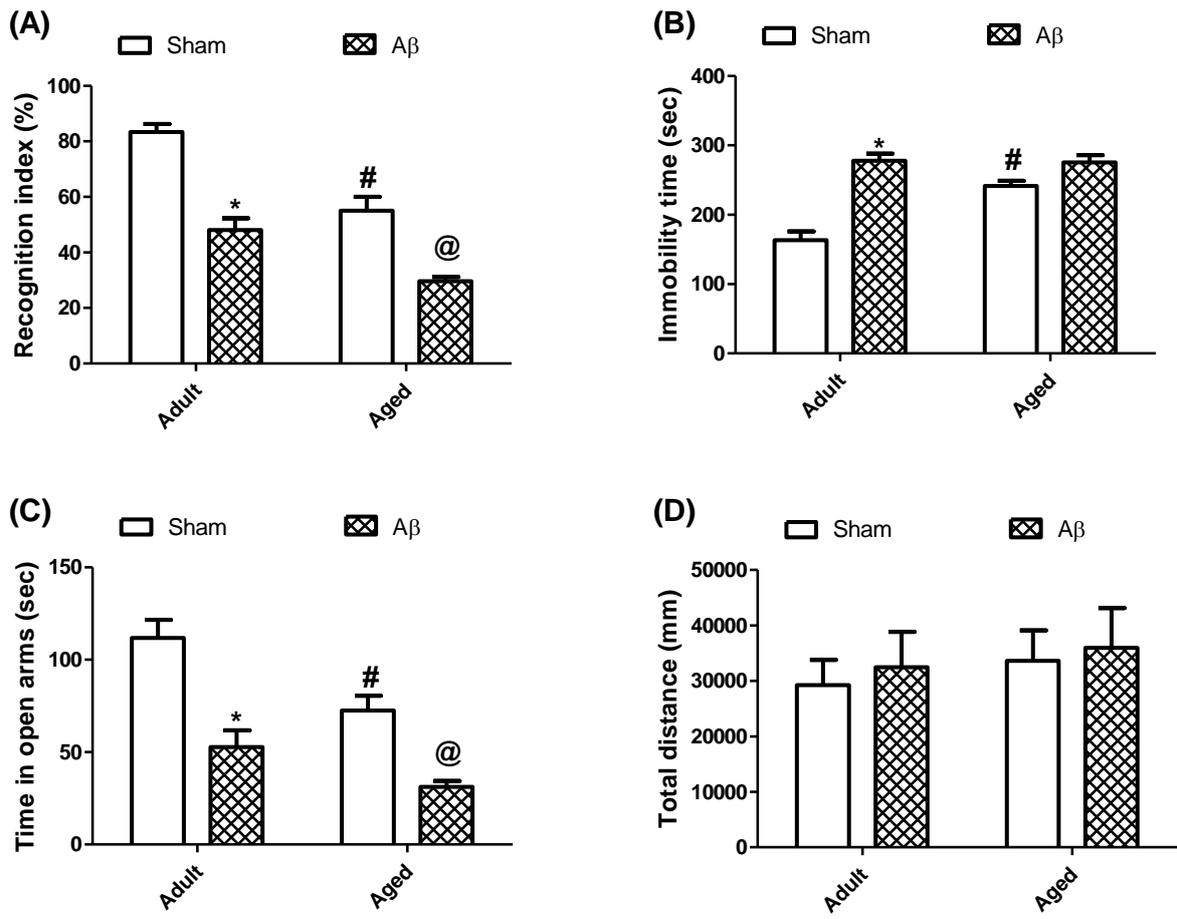 (A)
Sham Aβ
Recognition index (%)
100
80
60
40
20
0
*
#
@
Adult Aged
(B)
Sham Aβ
Immobility time (sec)
400
300
200
100
0
*
#
Adult Aged
(C)
Sham Aβ
Time in open arms (sec)
150
100
50
0
*
#
@
Adult Aged
(D)
Sham Aβ
Total distance (mm)
50000
40000
30000
20000
10000
0
Adult Aged